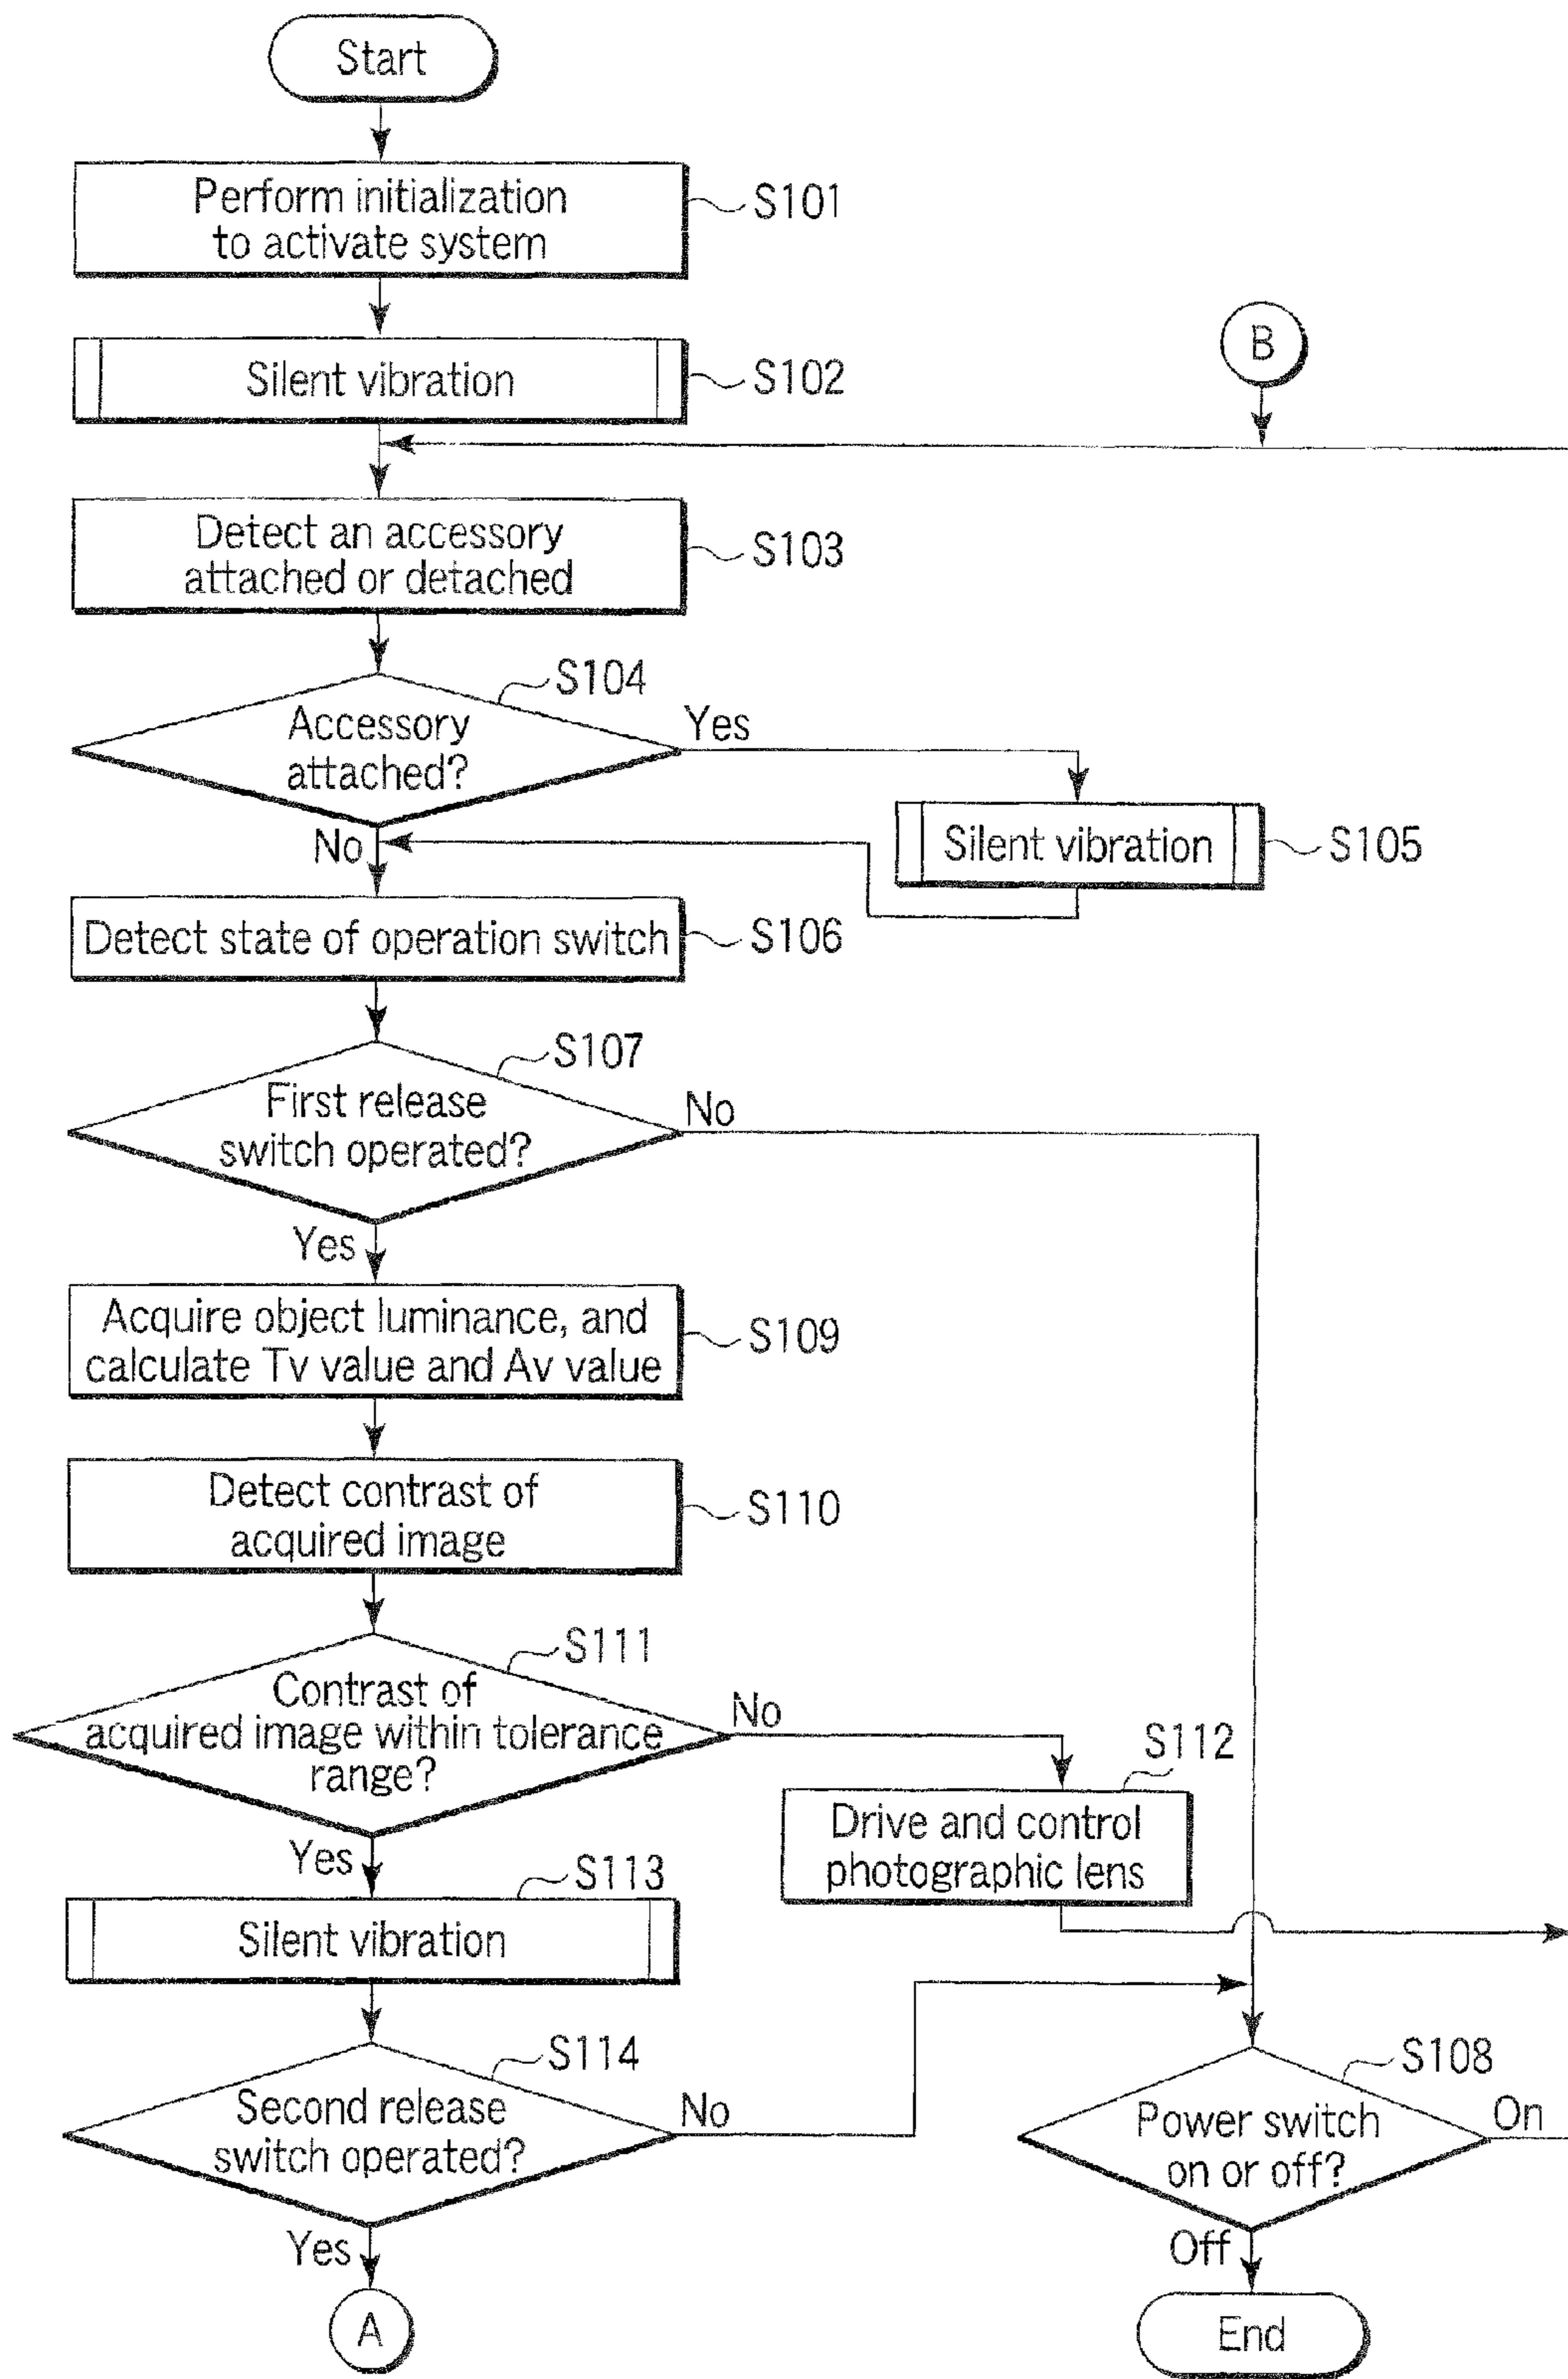 Start
Perform initialization
to activate system
S101
Silent vibration
S102
B
Detect an accessory
attached or detached
S103
S104
Accessory
attached?
Yes
No
Silent vibration
S105
Detect state of operation switch
S106
S107
First release
switch operated?
No
Yes
Acquire object luminance, and
calculate Tv value and Av value
S109
Detect contrast of
acquired image
S110
S111
Contrast of
acquired image within tolerance
range?
No
Yes
S112
Drive and control
photographic lens
S113
Silent vibration
S114
Second release
switch operated?
No
Yes
A
S108
Power switch
on or off?
On
Off
End